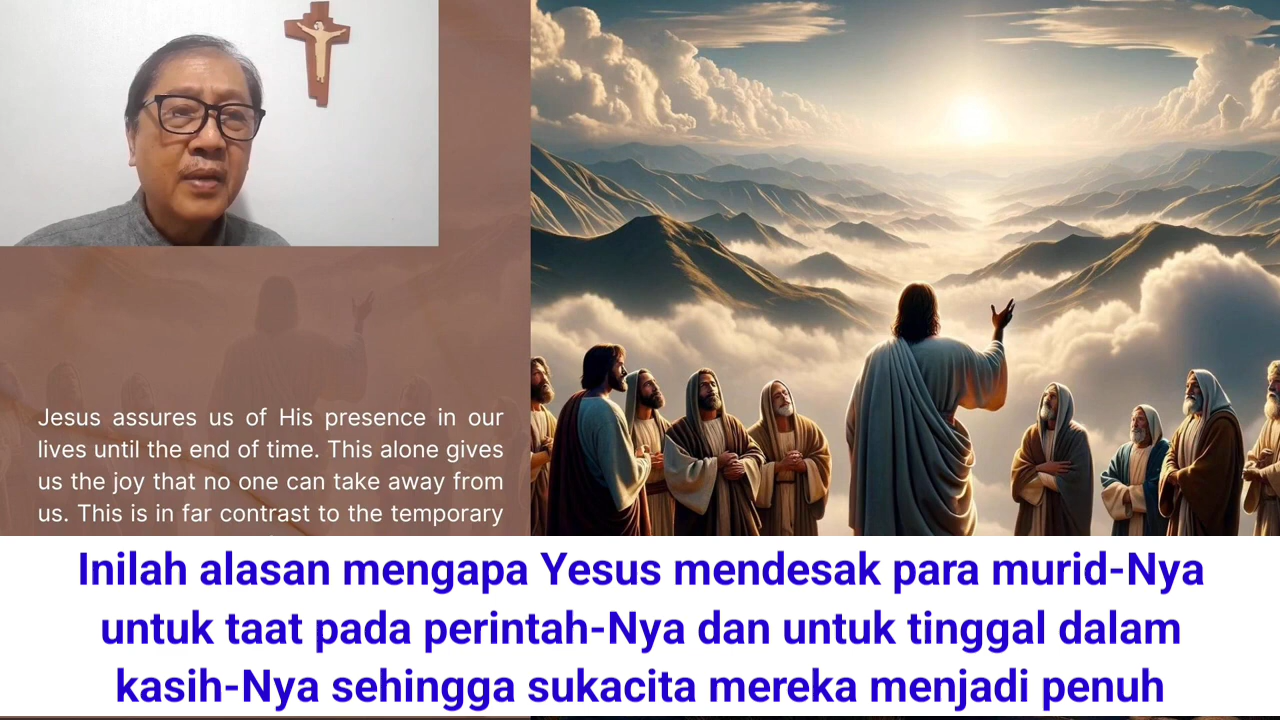 Jesus assures us of His presence in our
lives until the end of time. This alone gives
us the joy that no one can take away from
us. This is in far contrast to the temporary
Inilah alasan mengapa Yesus mendesak para murid-Nya
untuk taat pada perintah-Nya dan untuk tinggal dalam
kasih-Nya sehingga sukacita mereka menjadi penuh